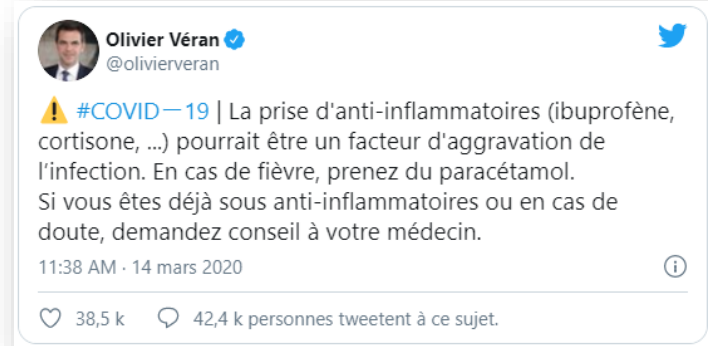 Olivier Véran
@olivierveran
⚠️ #COVID—19 | La prise d'anti-inflammatoires (ibuprofène,
cortisone, ...) pourrait être un facteur d'aggravation de
l’infection. En cas de fièvre, prenez du paracétamol.
Si vous êtes déjà sous anti-inflammatoires ou en cas de
doute, demandez conseil à votre médecin.
11:38 AM · 14 mars 2020
38,5 k 42,4 k personnes tweetent à ce sujet.